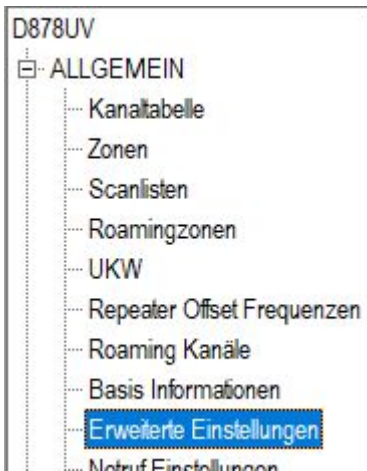 D878UV
ALLGEMEIN
Kanaltabelle
Zonen
Scanlisten
Roamingzonen
UKW
Repeater Offset Frequenzen
Roaming Kanäle
Basis Informationen
Erweiterte Einstellungen
Notruf Einstellungen